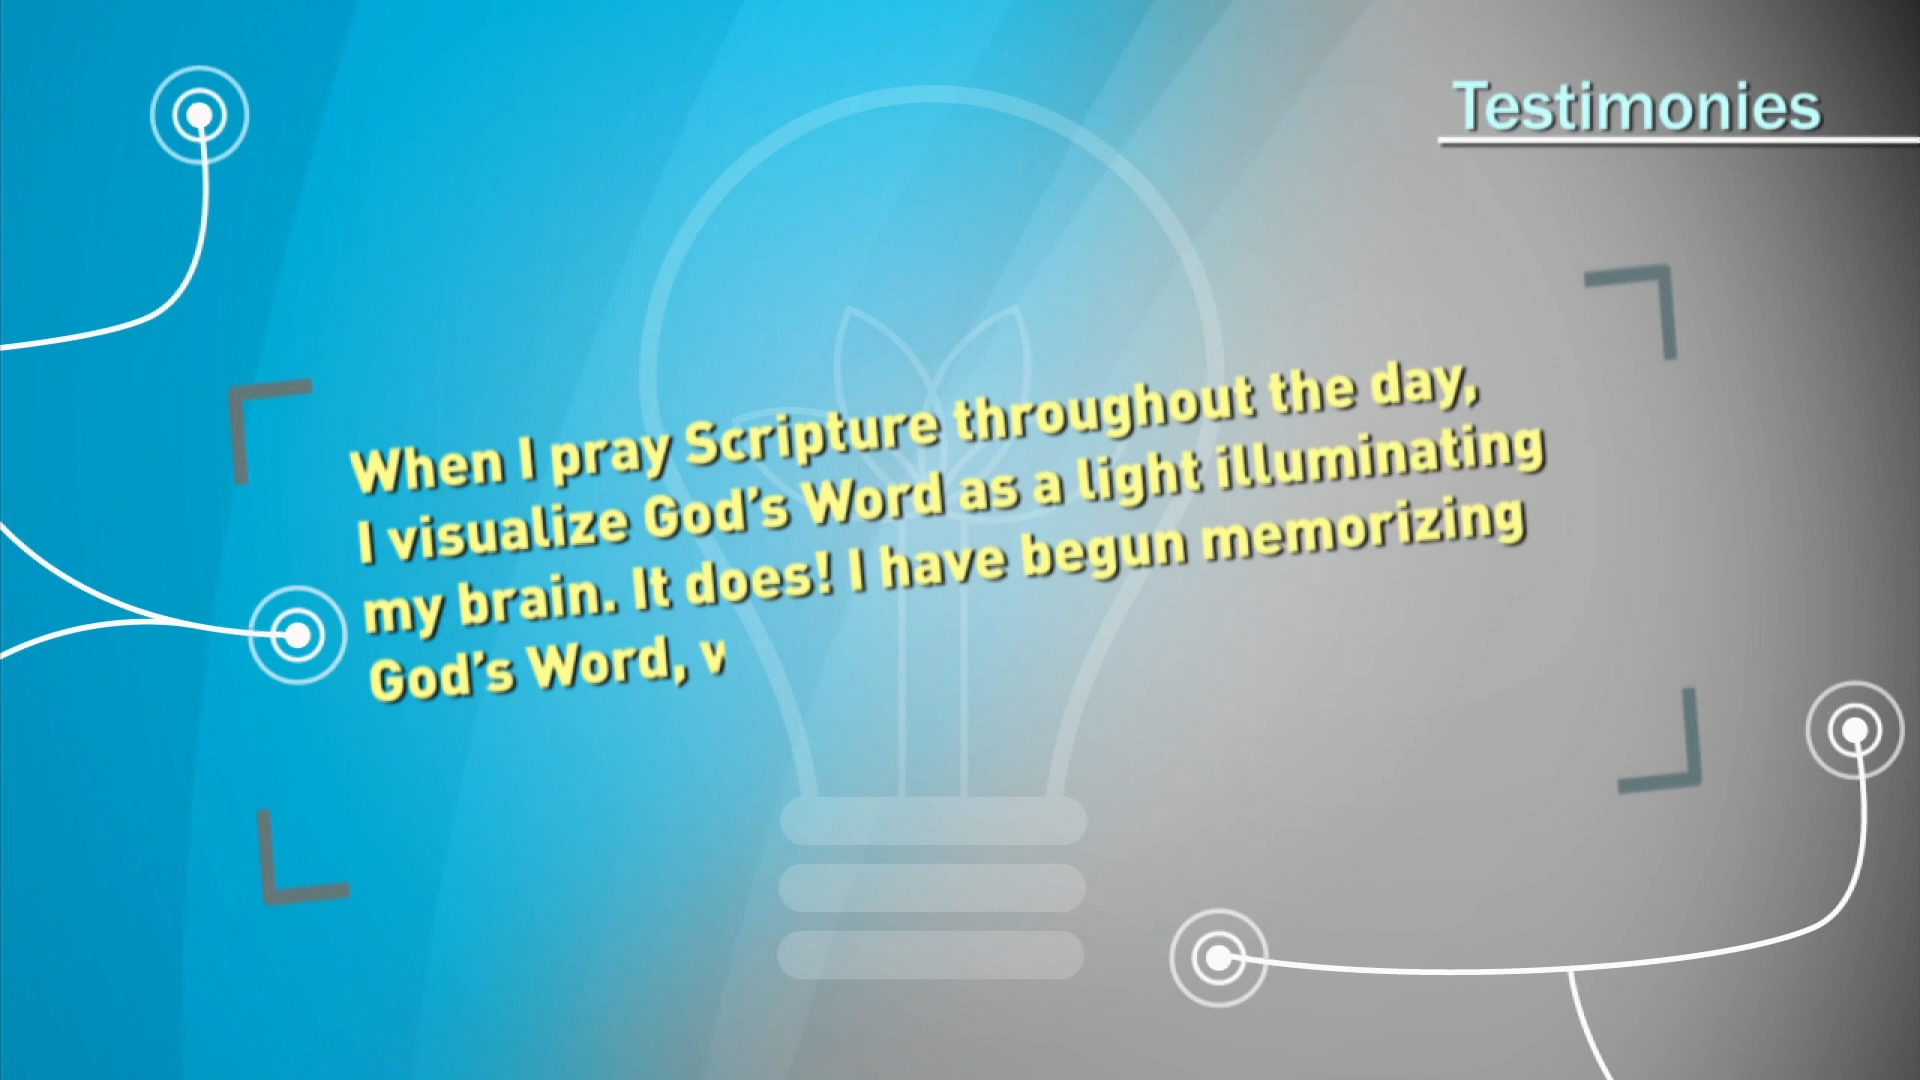 Testimonies
When I pray Scripture throughout the day,
I visualize God's Word as a light illuminating
my brain. It does! I have begun memorizing
God's Word,